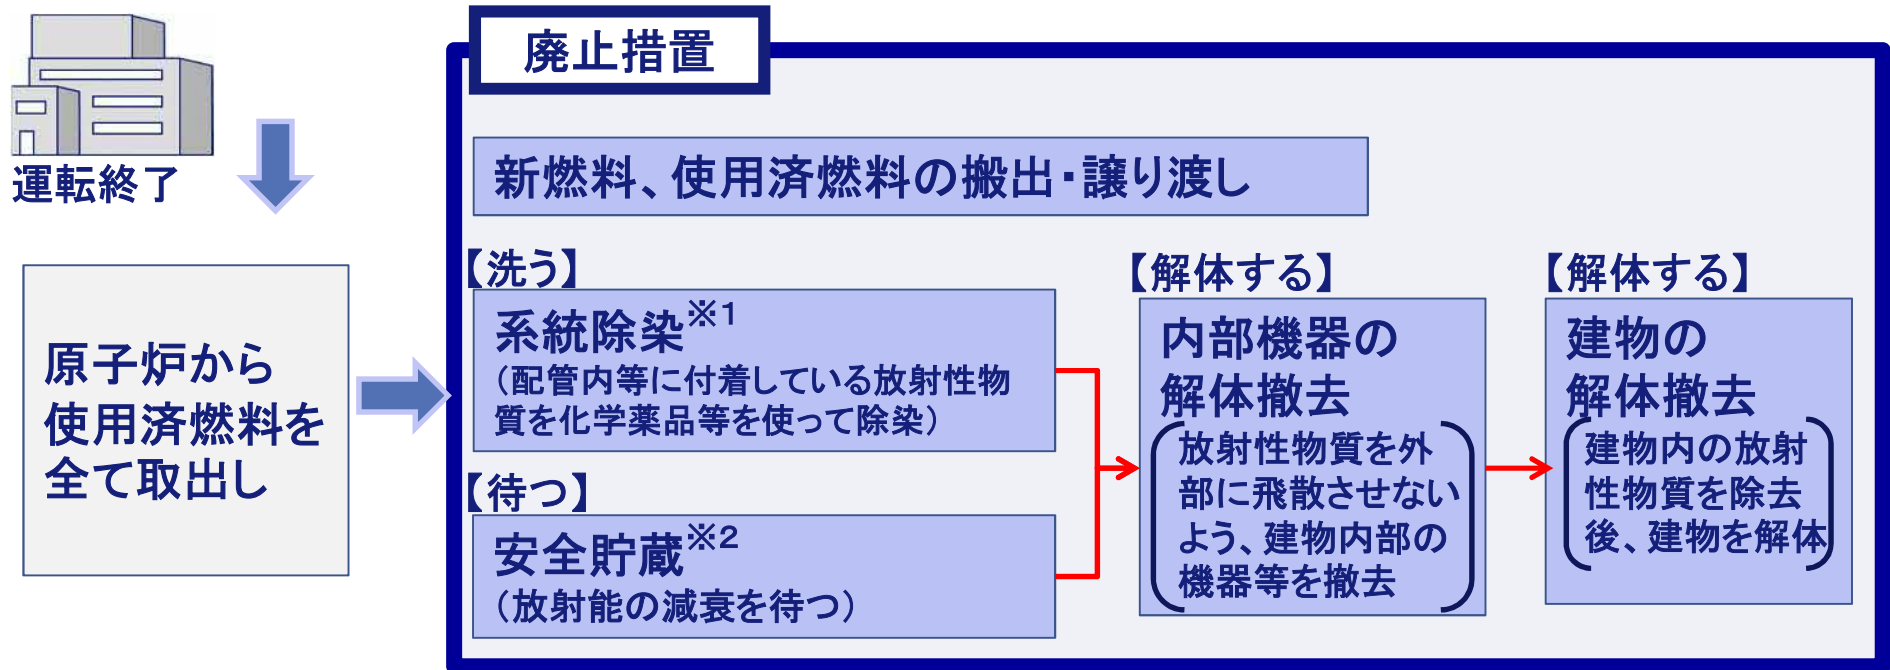 運転終了
原子炉から
使用済燃料を
全て取出し
廃止措置
新燃料、使用済燃料の搬出・譲り渡し
【洗う】
系統除染※1
（配管内等に付着している放射性物
質を化学薬品等を使って除染）
【待つ】
安全貯蔵※2
（放射能の減衰を待つ）
【解体する】
内部機器の
解体撤去
放射性物質を外
部に飛散させない
よう、建物内部の
機器等を撤去
【解体する】
建物の
解体撤去
建物内の放射
性物質を除去
後、建物を解体